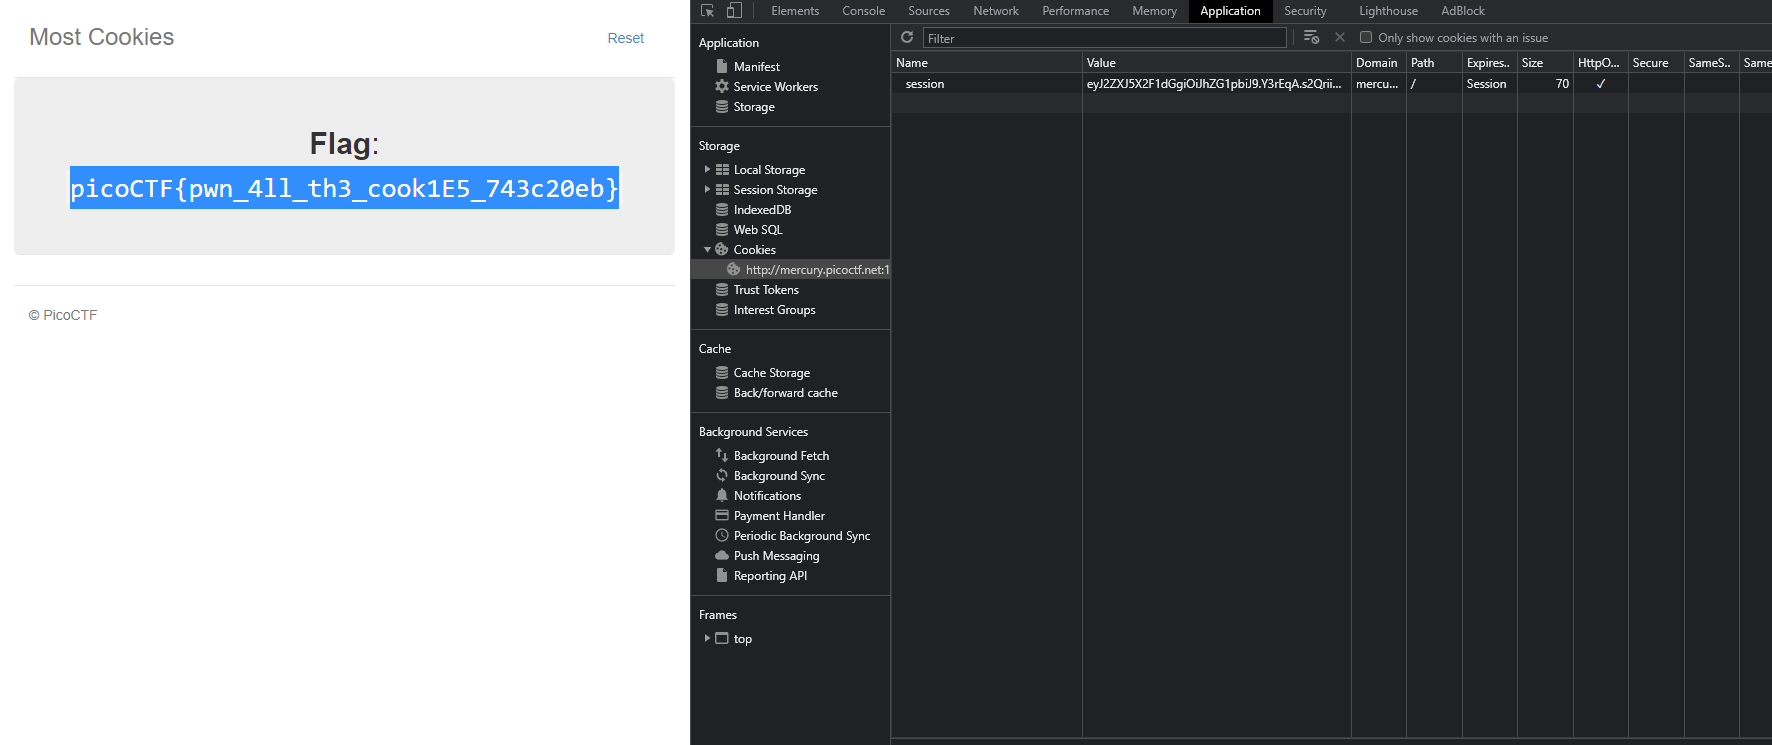 Most Cookies
Reset
Flag:
picoCTF{pwn_4ll_th3_cook1E5_743c20eb}
© PicoCTF
Elements Console Sources Network Performance Memory Application Security Lighthouse AdBlock
Application
Manifest
Service Workers
Storage
Storage
Local Storage
Session Storage
IndexedDB
Web SQL
Cookies
http://mercury.picoctf.net:1
Trust Tokens
Interest Groups
Cache
Cache Storage
Back/forward cache
Background Services
Background Fetch
Background Sync
Notifications
Payment Handler
Periodic Background Sync
Push Messaging
Reporting API
Frames
top
Filter
Only show cookies with an issue
Name Value Domain Path Expires.. Size HttpO... Secure SameS.. Same
session eyJ2ZXJ5X2F1dGgiOiJhZG1pbiJ9.Y3rEqA.s2Qrii... mercu... / Session 70 ✓